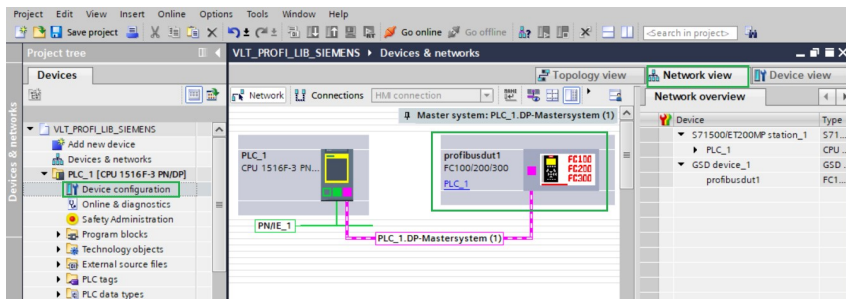 Project Edit View Insert Online Options Tools Window Help
Save project Go online Go offline <Search in project>
Project tree VLT_PROFI_LIB_SIEMENS ▸ Devices & networks
Devices Topology view Network view Device view
Network Connections HMI connection Network overview
Master system: PLC_1.DP-Mastersystem (1)
Device Type
VLT_PROFI_LIB_SIEMENS
Add new device
Devices & networks
PLC_1 [CPU 1516F-3 PN/DP]
Device configuration
Online & diagnostics
Safety Administration
Program blocks
Technology objects
External source files
PLC tags
PLC data types
Devices & networks
PLC_1
CPU 1516F-3 PN...
profibusdut1
FC100/200/300
PLC_1
FC100
FC200
FC300
PN/IE_1
PLC_1.DP-Mastersystem (1)
S71500/ET200MP station_1 S71...
PLC_1 CPU ...
GSD device_1 GSD ...
profibusdut1 FC1...